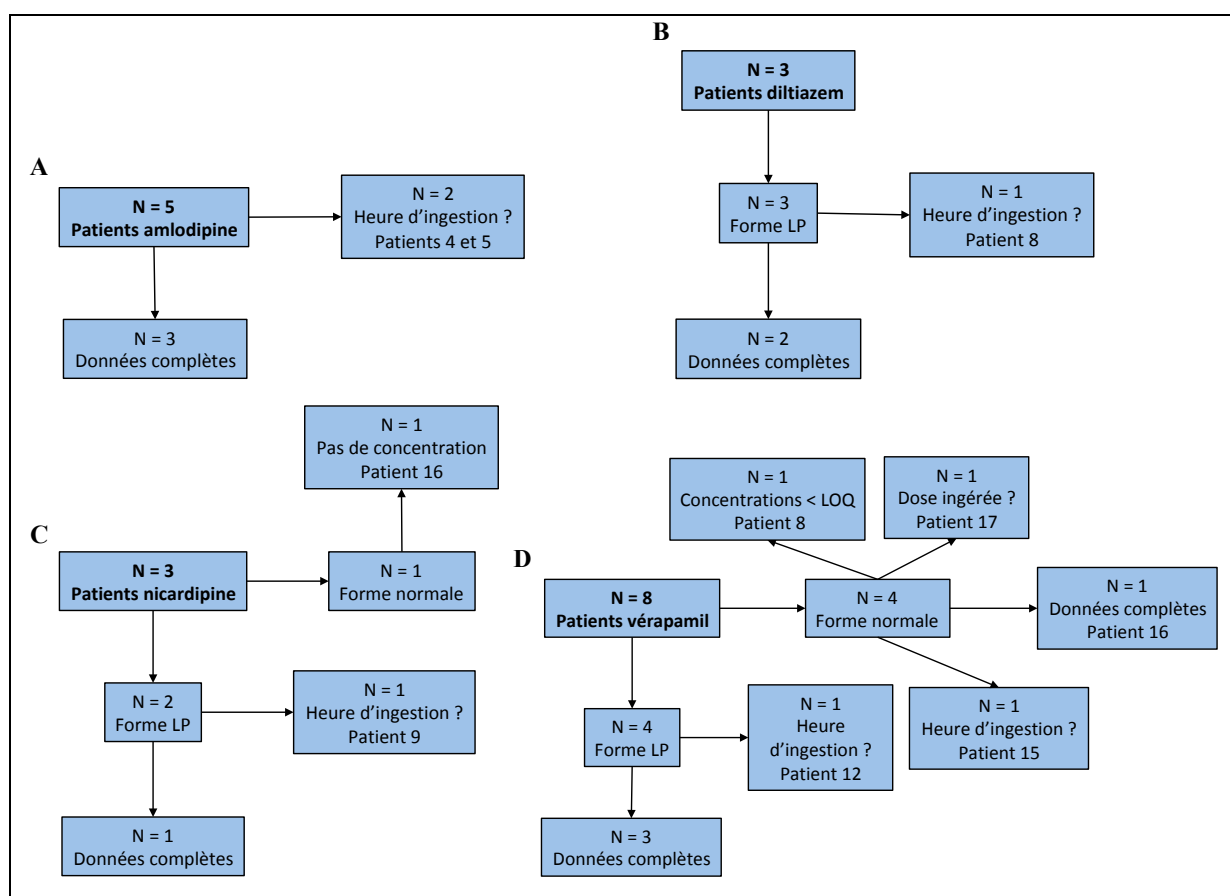 A
N = 5
Patients amlodipine
N = 2
Heure d’ingestion ?
Patients 4 et 5
N = 3
Données complètes
B
N = 3
Patients diltiazem
N = 3
Forme LP
N = 1
Heure d’ingestion ?
Patient 8
N = 2
Données complètes
C
N = 3
Patients nicardipine
N = 1
Forme normale
N = 1
Pas de concentration
Patient 16
N = 2
Forme LP
N = 1
Heure d’ingestion ?
Patient 9
N = 1
Données complètes
D
N = 8
Patients vérapamil
N = 4
Forme normale
N = 1
Concentrations < LOQ
Patient 8
N = 1
Dose ingérée ?
Patient 17
N = 1
Données complètes
Patient 16
N = 1
Heure d’ingestion ?
Patient 15
N = 4
Forme LP
N = 1
Heure
d’ingestion ?
Patient 12
N = 3
Données complètes